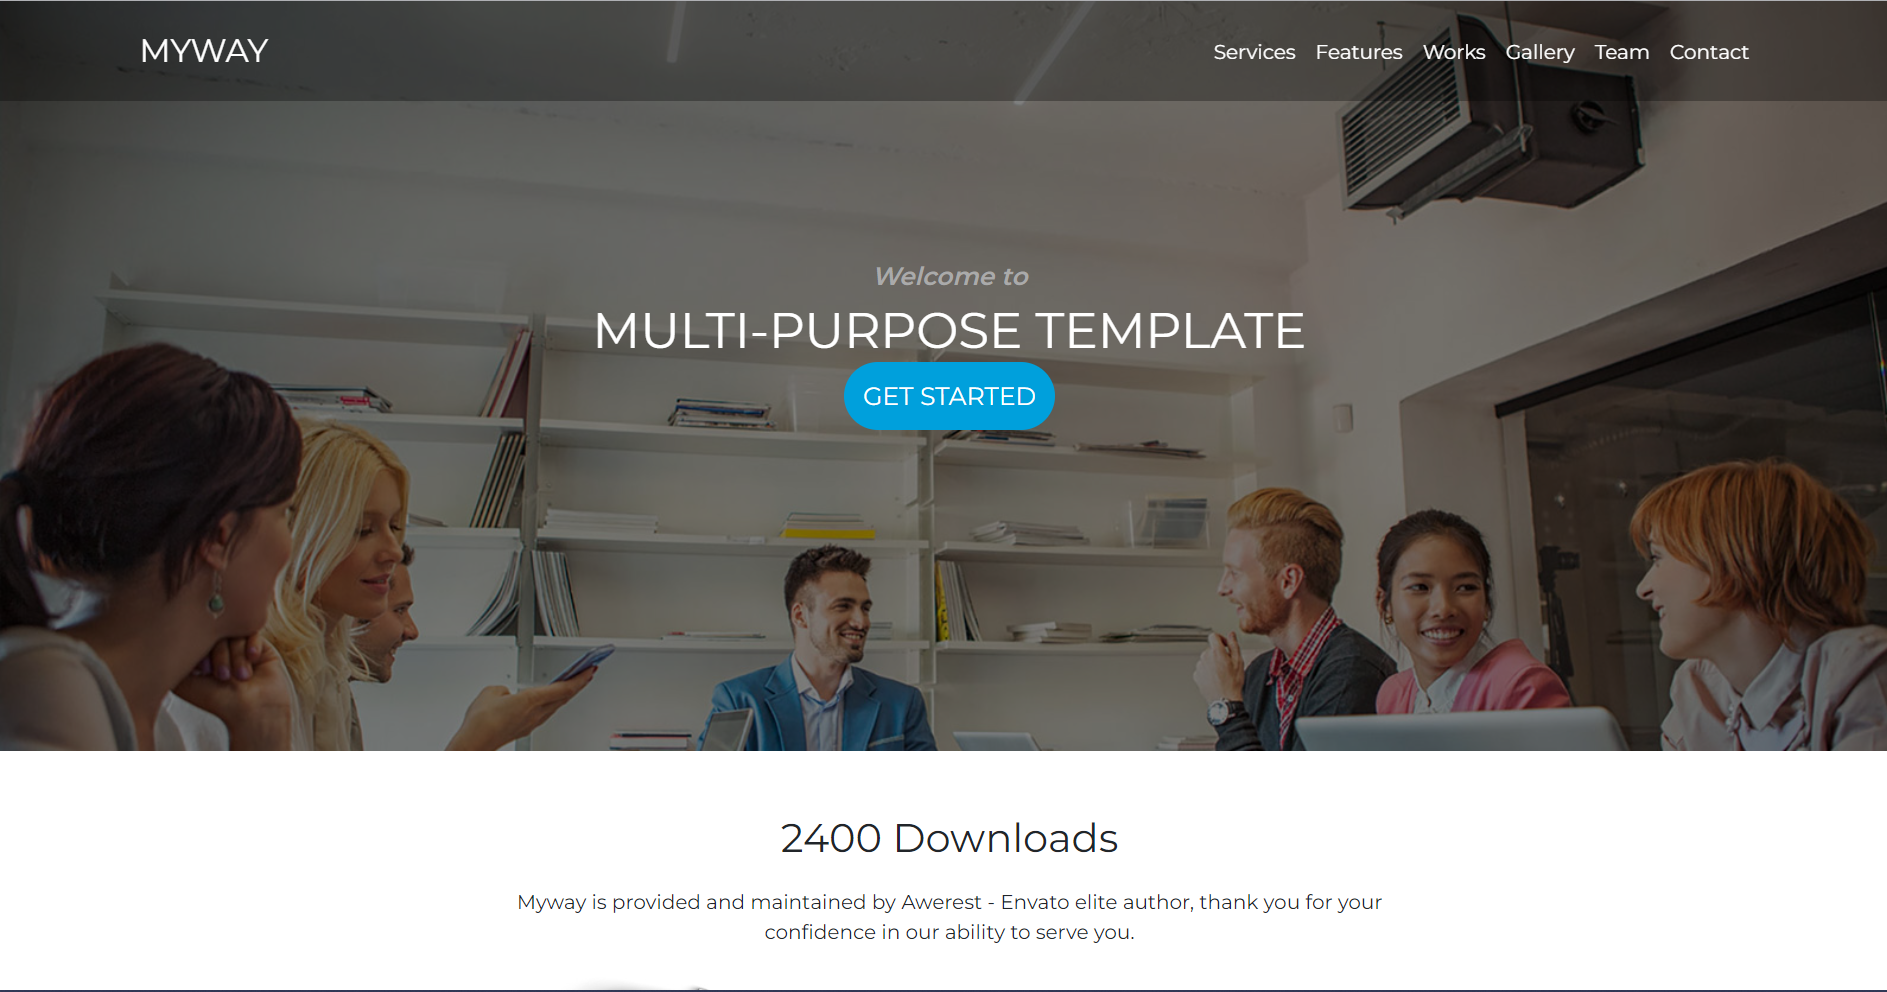 MYWAY
Services Features Works Gallery Team Contact
Welcome to
MULTI-PURPOSE TEMPLATE
GET STARTED
2400 Downloads
Myway is provided and maintained by Awerest - Envato elite author, thank you for your
confidence in our ability to serve you.